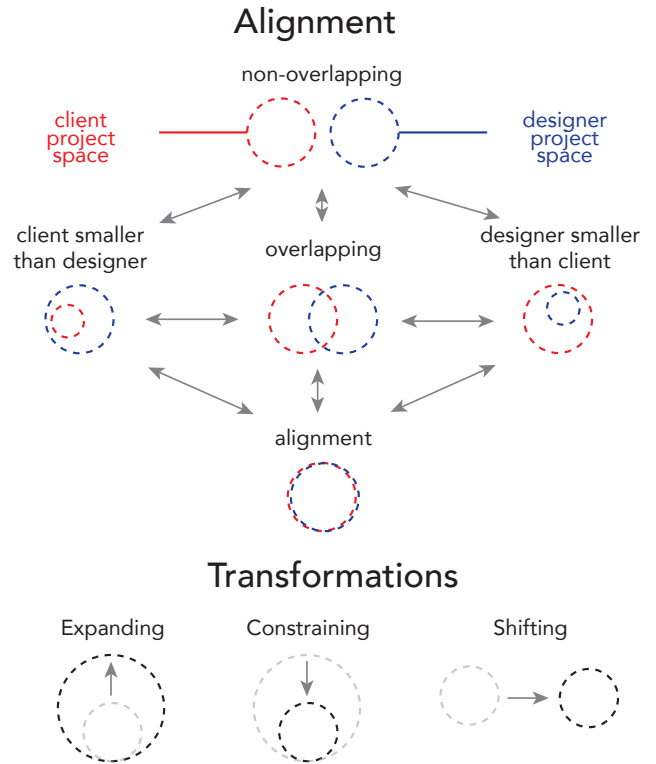 Alignment
non-overlapping
client
project
space
designer
project
space
client smaller
than designer
overlapping
designer smaller
than client
alignment
Transformations
Expanding
Constraining
Shifting